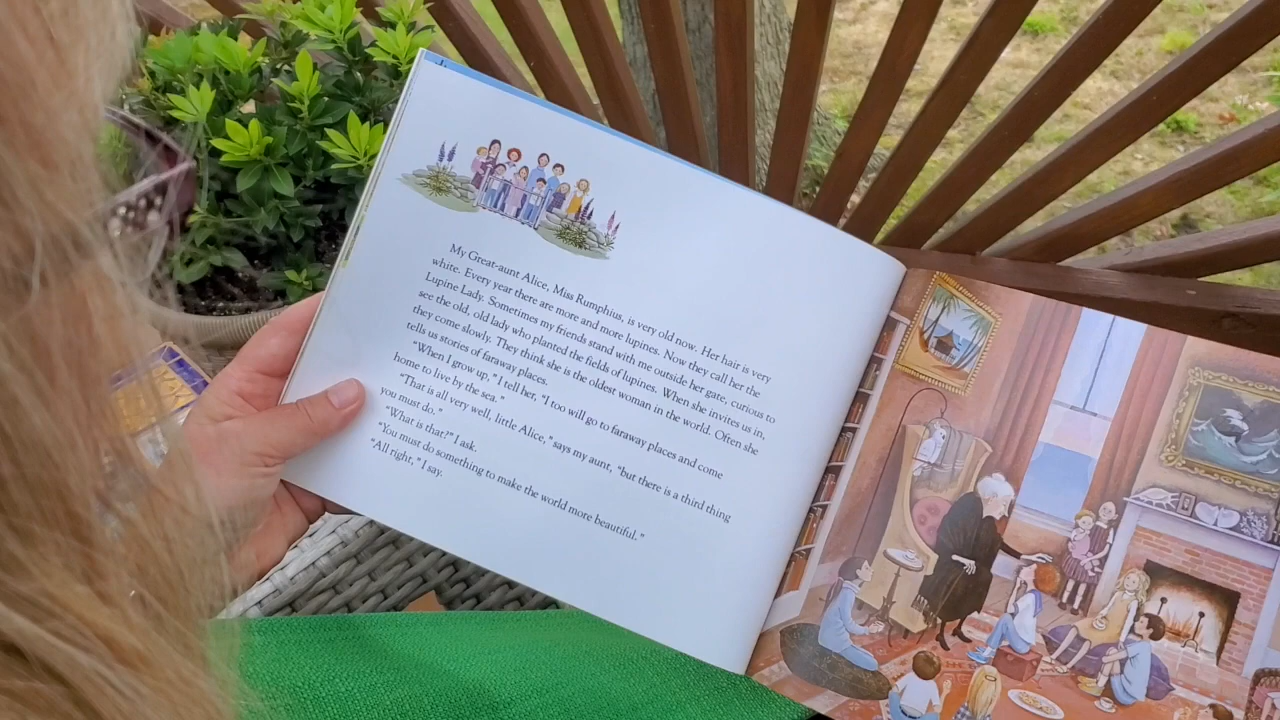 My Great-aunt Alice, Miss Rumphius, is very old now. Her hair is very
white. Every year there are more and more lupines. Now they call her the
Lupine Lady. Sometimes my friends stand with me outside her gate, curious to
see the old, old lady who planted the fields of lupines. When she invites us in,
they come slowly. They think she is the oldest woman in the world. Often she
tells us stories of faraway places.
"When I grow up," I tell her, "I too will go to faraway places and come
home to live by the sea."
"That is all very well, little Alice," says my aunt, "but there is a third thing
you must do."
"What is that?" I ask.
"You must do something to make the world more beautiful."
"All right," I say.